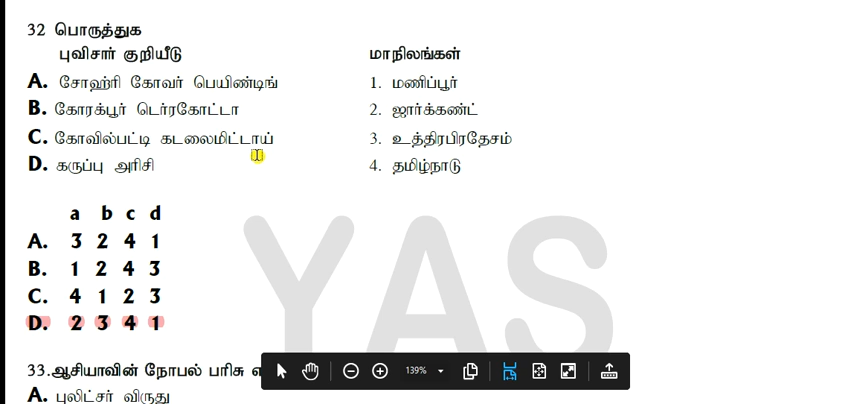 32 பொருத்துக
புவிசார் குறியீடு மாநிலங்கள்
A. சோஹ்ரி கோவர் பெயிண்டிங் 1. மணிப்பூர்
B. கோரக்பூர் டெர்ரகோட்டா 2. ஜார்க்கண்ட்
C. கோவில்பட்டி கடலைமிட்டாய் 3. உத்திரபிரதேசம்
D. கருப்பு அரிசி 4. தமிழ்நாடு
a b c d
A. 3 2 4 1
B. 1 2 4 3
C. 4 1 2 3
D. 2 3 4 1
YAS
33.ஆசியாவின் நோபல் பரிசு
139%
A. புலிட்சர் விருது